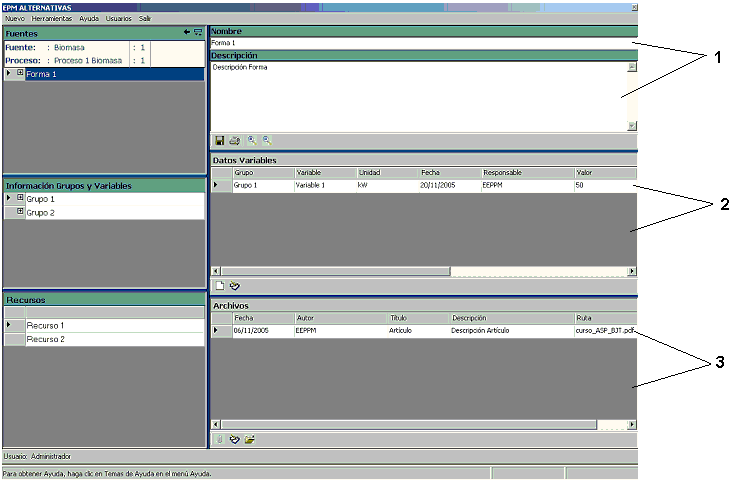 EPM ALTERNATIVAS
Nuevo Herramientas Ayuda Usuarios Salir
Fuentes
Fuente: : Biomasa : 1
Proceso: : Proceso 1 Biomasa : 1
Forma 1
Información Grupos y Variables
Grupo 1
Grupo 2
Recursos
Recurso 1
Recurso 2
Nombre
Forma 1
Descripción
Descripción Forma
1
Datos Variables
Grupo Variable Unidad Fecha Responsable Valor
Grupo 1 Variable 1 kW 20/11/2005 EEPPM 50
2
Archivos
Fecha Autor Título Descripción Ruta
06/11/2005 EEPPM Artículo Descripción Artículo curso_ASP_BJT.pdf
3
Usuario: Administrador
Para obtener Ayuda, haga clic en Temas de Ayuda en el menú Ayuda.